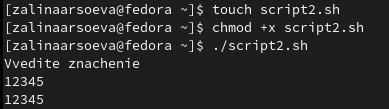 [zalinaarsoeva@fedora ~]$ touch script2.sh
[zalinaarsoeva@fedora ~]$ chmod +x script2.sh
[zalinaarsoeva@fedora ~]$ ./script2.sh
Vvedite znachenie
12345
12345